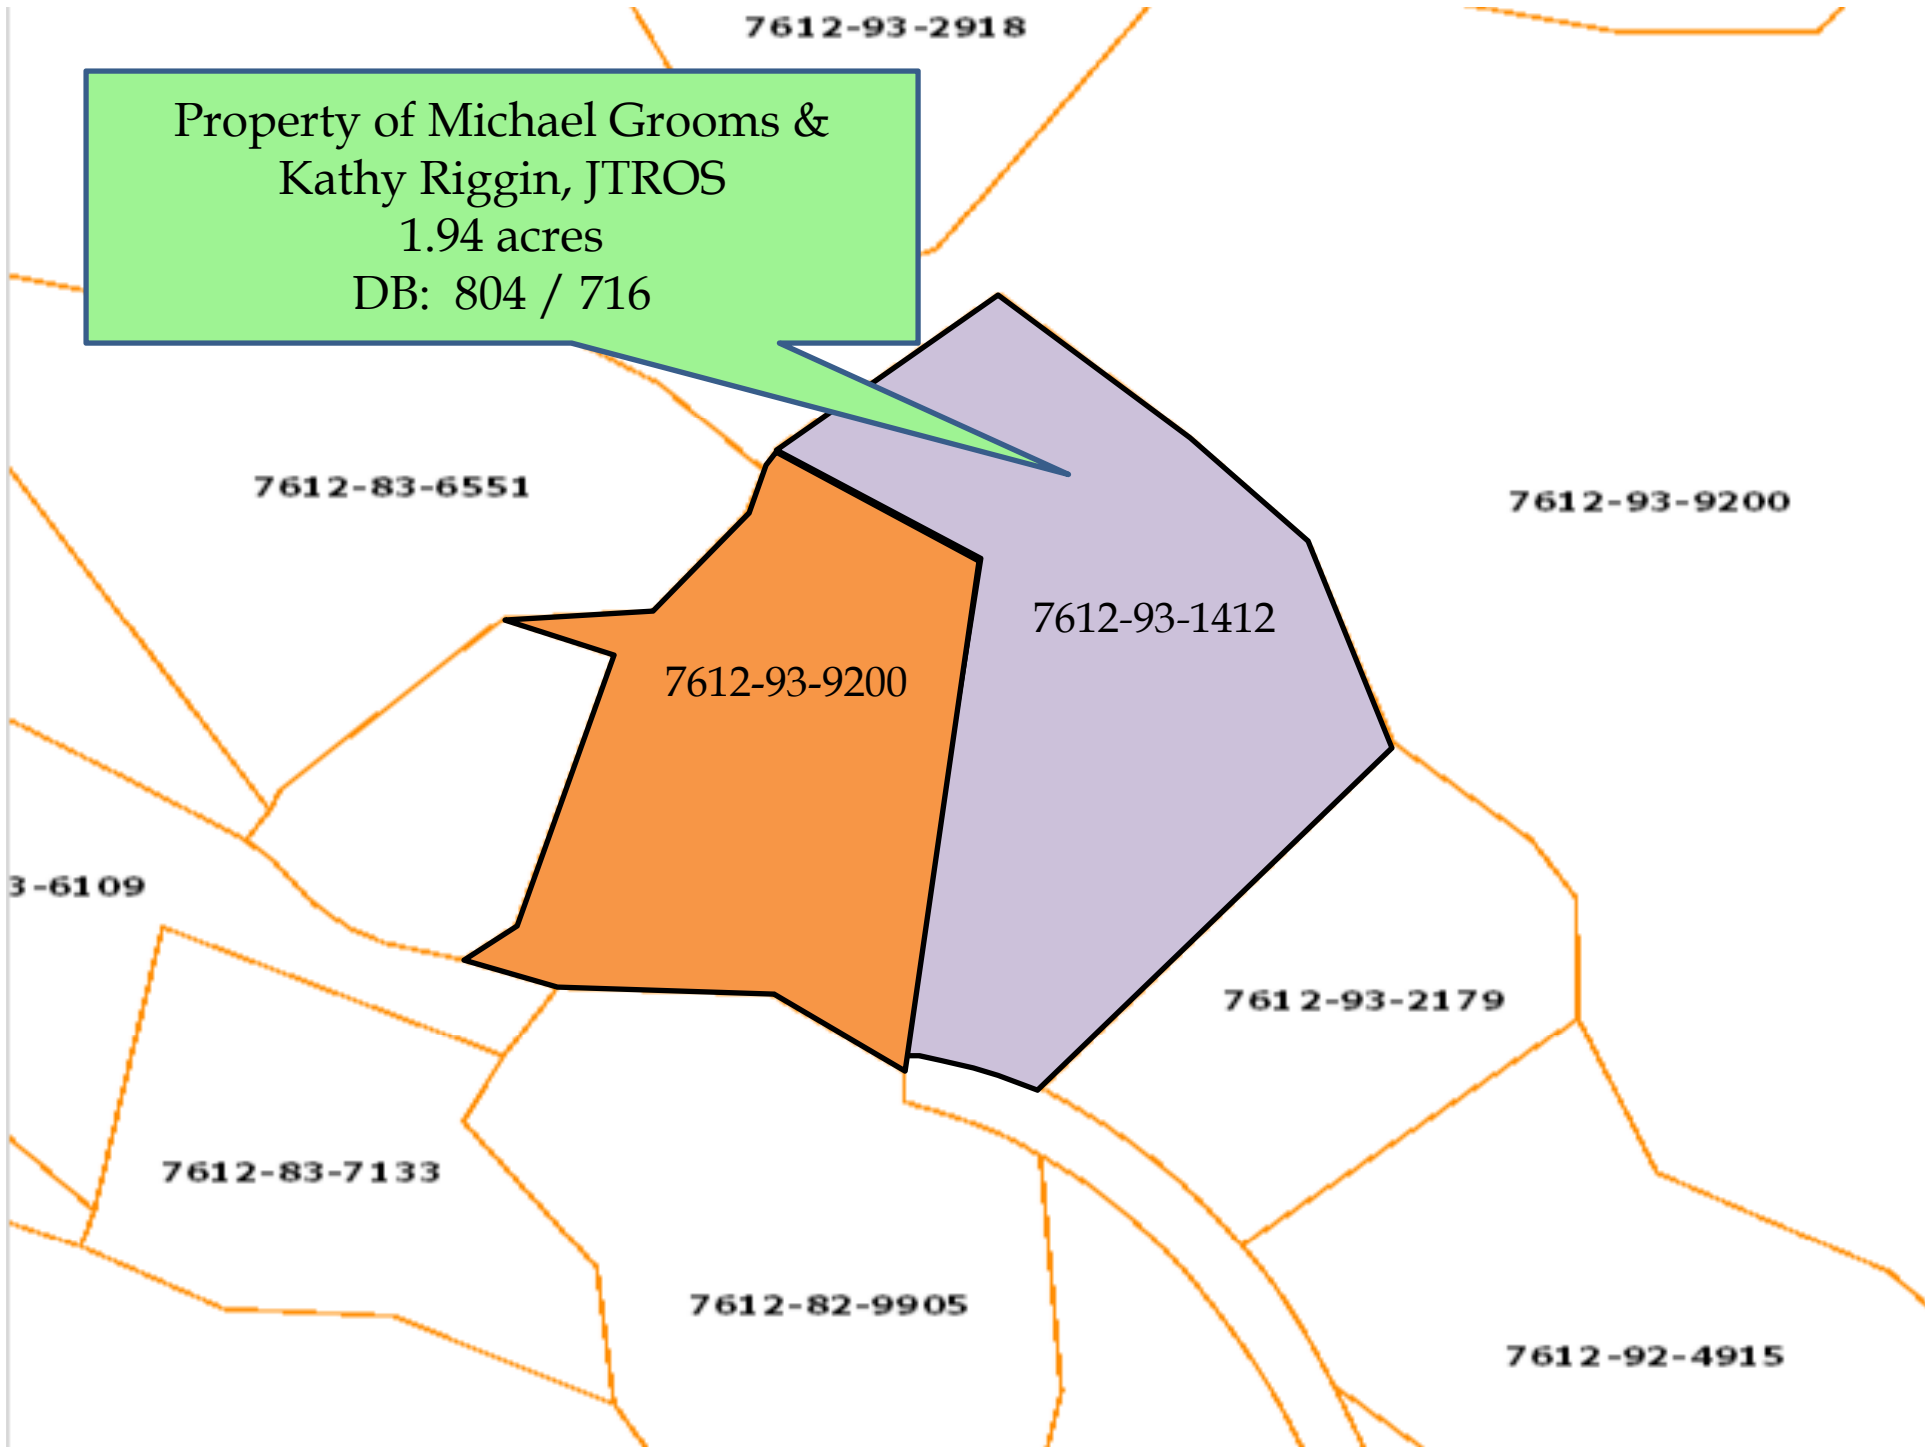 7612-93-2918
Property of Michael Grooms &
Kathy Riggin, JTROS
1.94 acres
DB: 804 / 716
7612-83-6551
7612-93-9200
7612-93-1412
7612-93-9200
3-6109
7612-93-2179
7612-83-7133
7612-82-9905
7612-92-4915